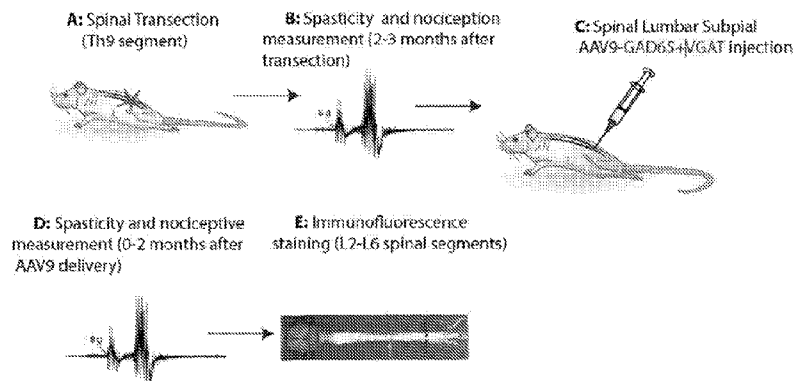 A: Spinal Transection
(Th9 segment)
B: Spasticity and nociception
measurement (2-3 months after
transection)
C: Spinal Lumbar Subpial
AAV9-GAD65+VGAT injection
D: Spasticity and nociceptive
measurement (0-2 months after
AAV9 delivery)
E: Immunofluorescence
staining (L2-L6 spinal segments)